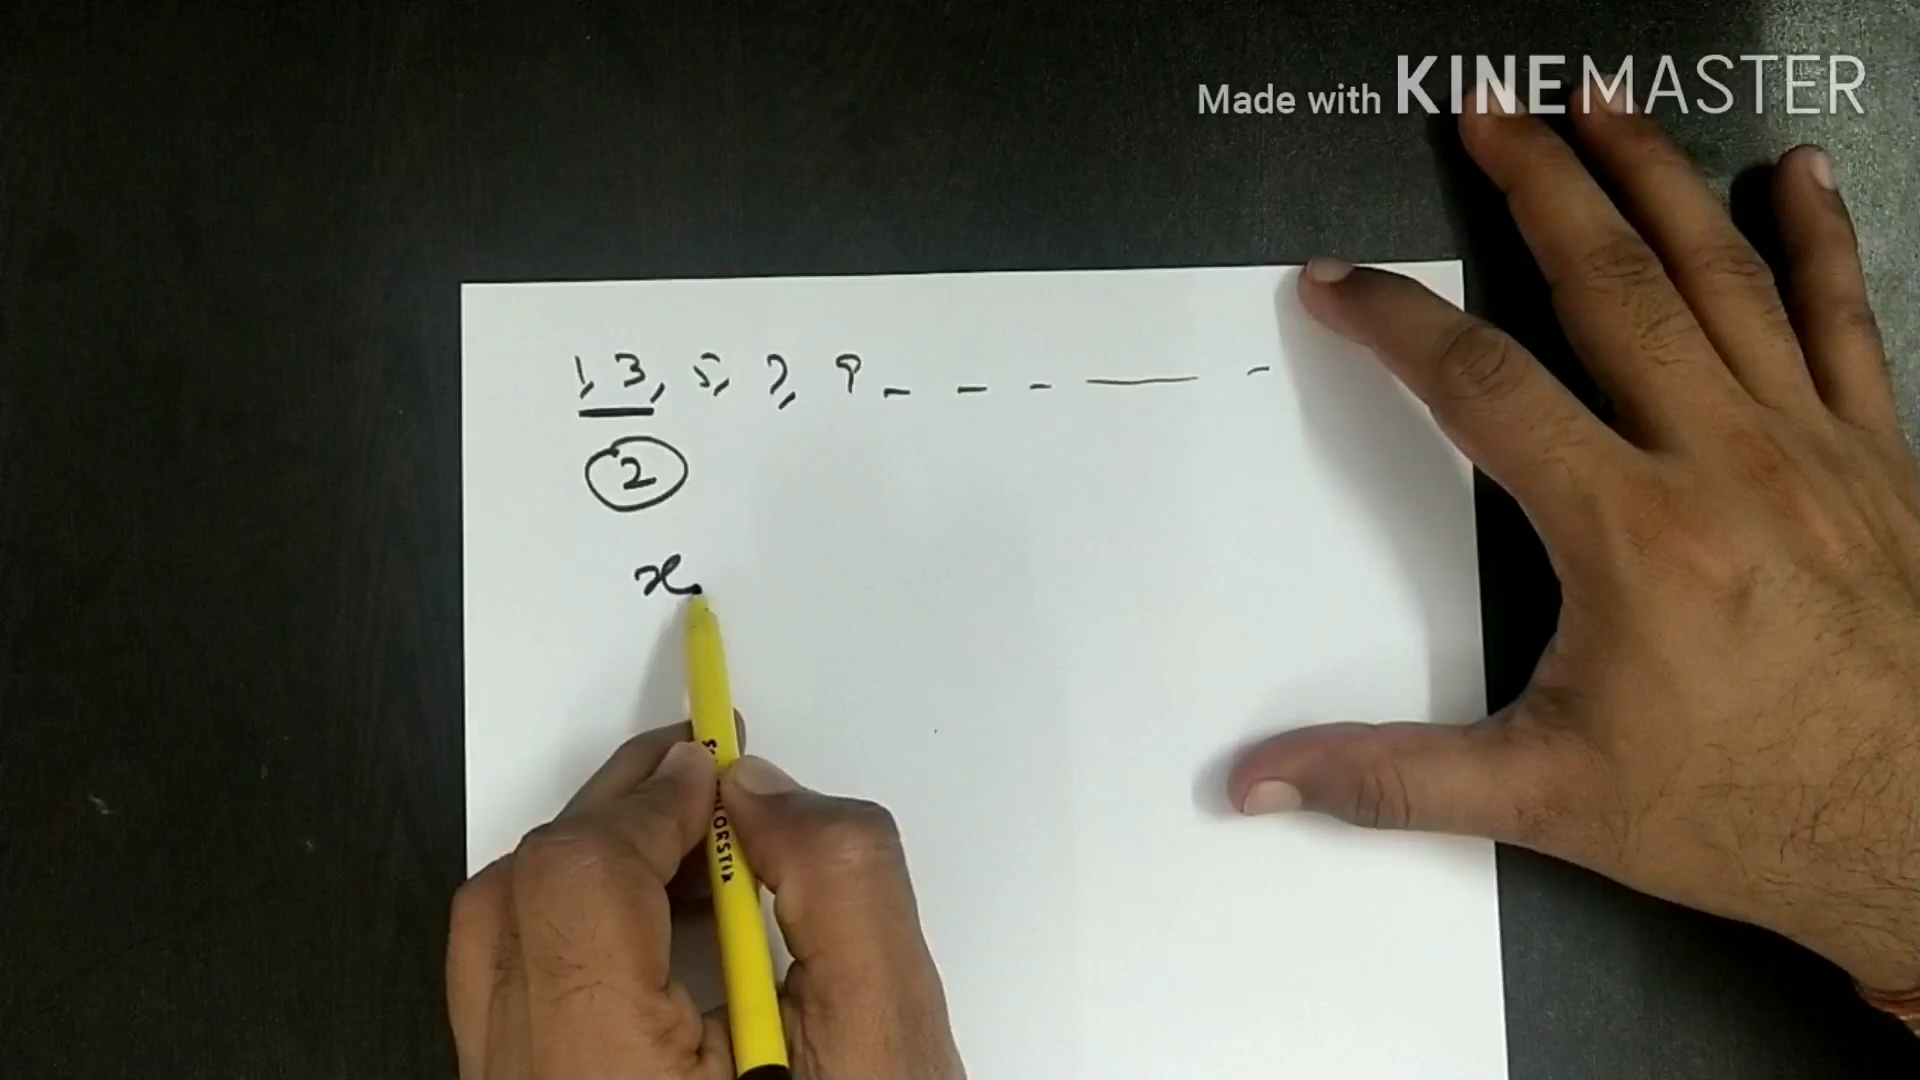 Made with KINEMASTER
1, 3, 5, 7, 9 - - - — -
2
x